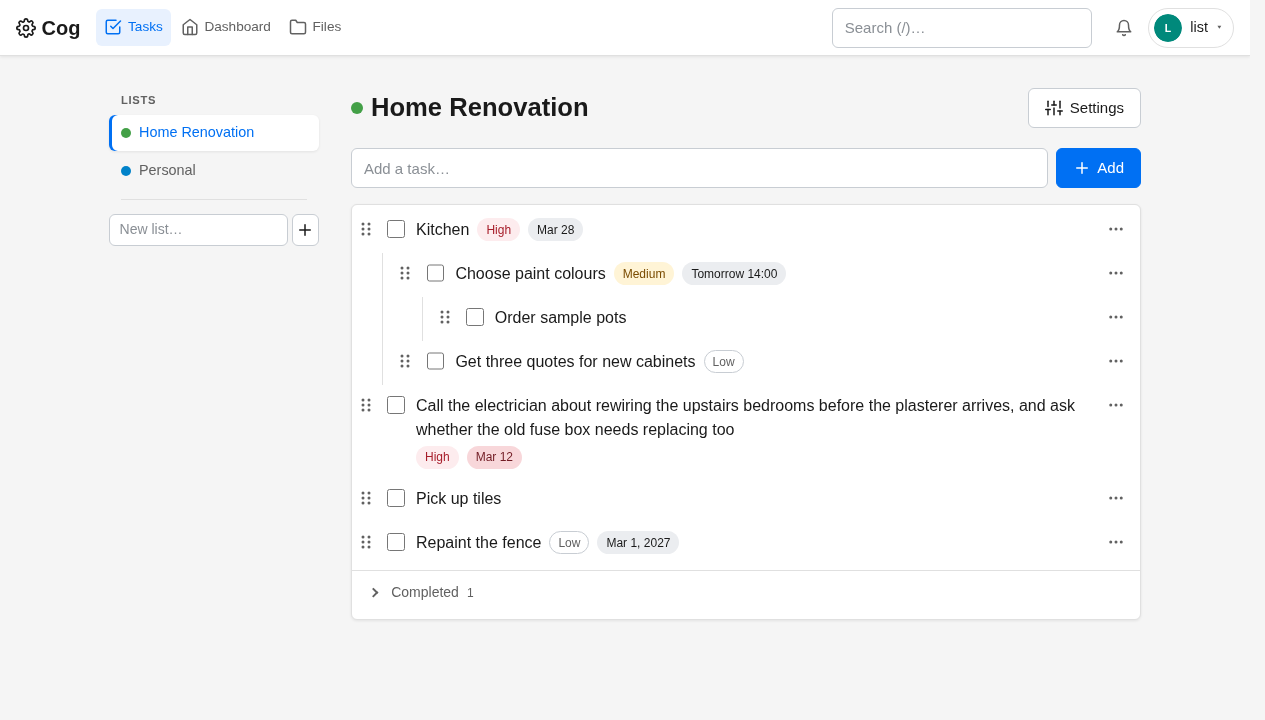 Cog
Tasks
Dashboard
Files
Search (/)…
L
list
LISTS
Home Renovation
Personal
New list…
Home Renovation
Settings
Add a task…
Add
Kitchen High Mar 28
Choose paint colours Medium Tomorrow 14:00
Order sample pots
Get three quotes for new cabinets Low
Call the electrician about rewiring the upstairs bedrooms before the plasterer arrives, and ask
whether the old fuse box needs replacing too
High Mar 12
Pick up tiles
Repaint the fence Low Mar 1, 2027
Completed 1